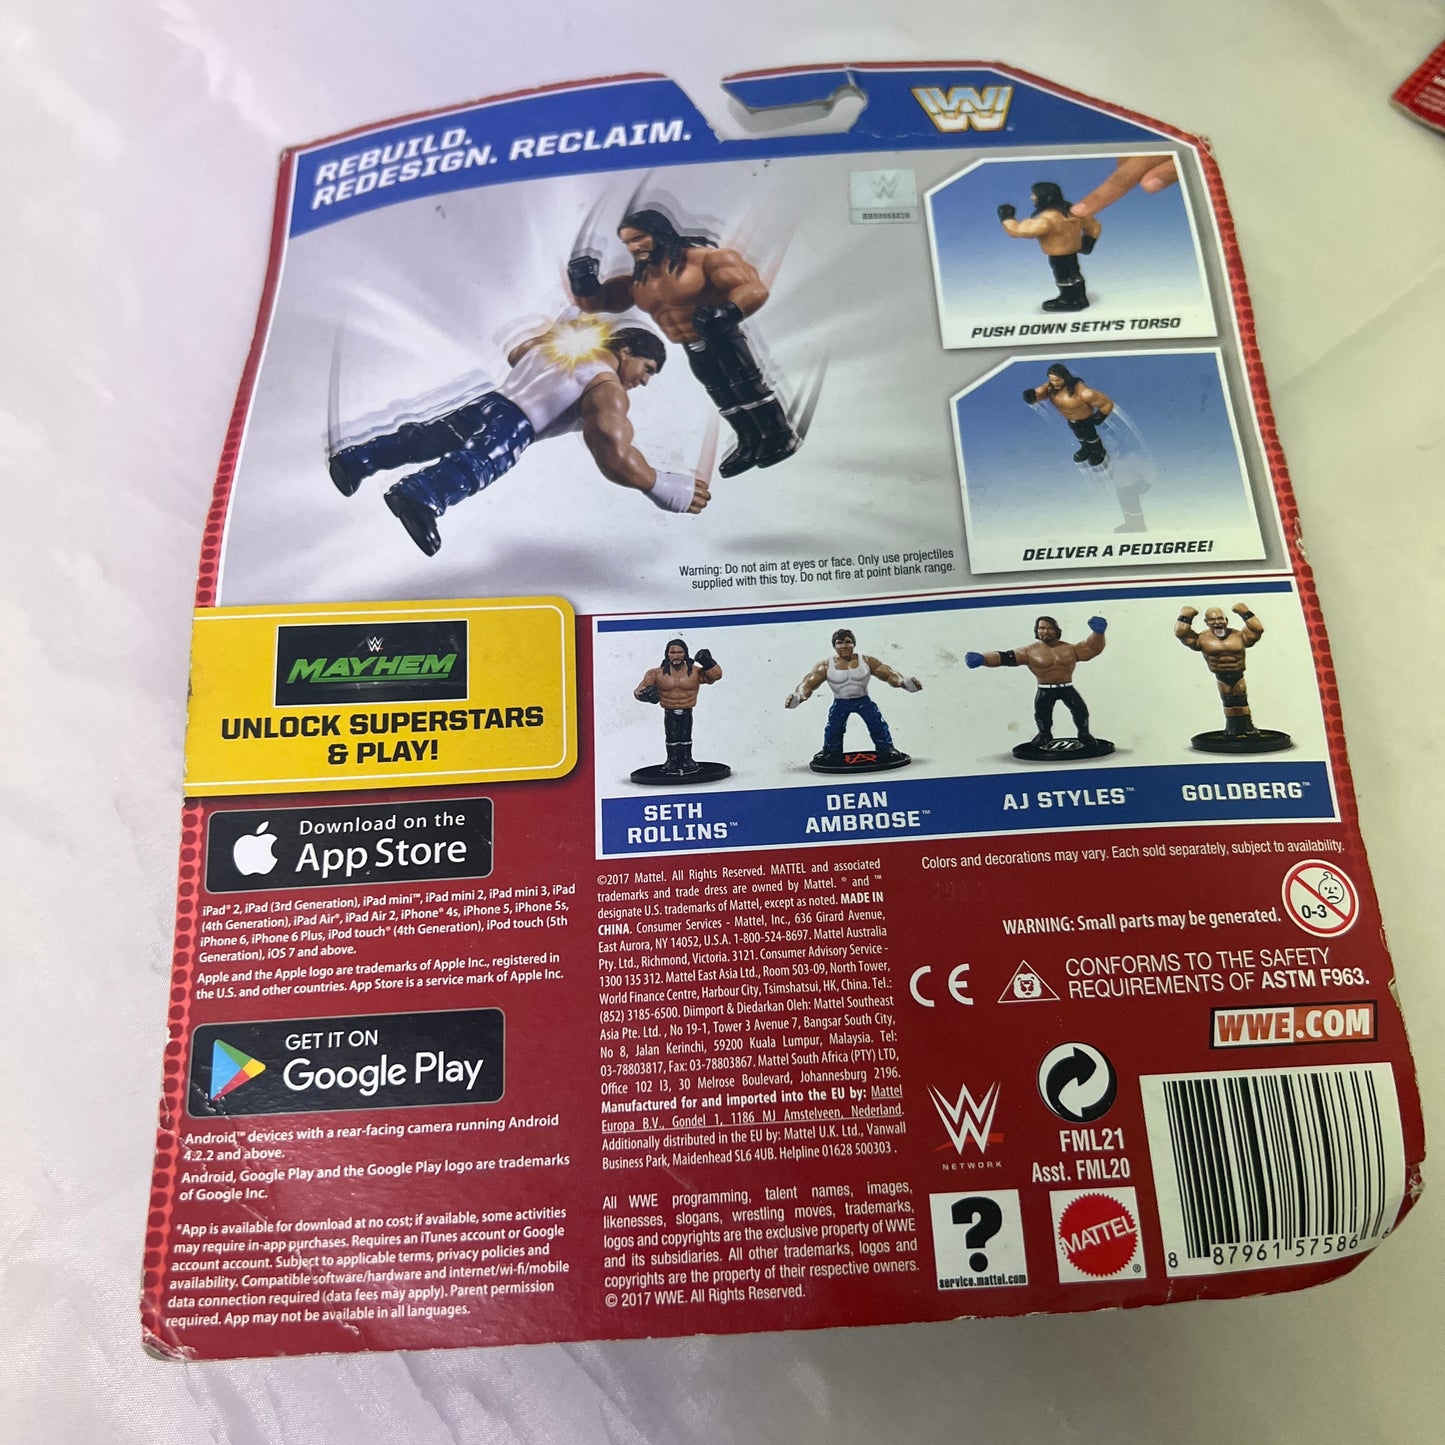 REBUILD.
REDESIGN. RECLAIM.
PUSH DOWN SETH'S TORSO
DELIVER A PEDIGREE!
Warning: Do not aim at eyes or face. Only use projectiles
supplied with this toy. Do not fire at point blank range.
W
MAYHEM
UNLOCK SUPERSTARS
& PLAY!
SETH
ROLLINS™
DEAN
AMBROSE™
AJ STYLES™
GOLDBERG™
Download on the
App Store
iPad® 2, iPad (3rd Generation), iPad mini™, iPad mini 2, iPad mini 3, iPad
(4th Generation), iPad Air®, iPad Air 2, iPhone® 4s, iPhone 5, iPhone 5s,
iPhone 6, iPhone 6 Plus, iPod touch® (4th Generation), iPod touch (5th
Generation), iOS 7 and above.
Apple and the Apple logo are trademarks of Apple Inc., registered in
the U.S. and other countries. App Store is a service mark of Apple Inc.
GET IT ON
Google Play
Android™ devices with a rear-facing camera running Android
4.2.2 and above.
Android, Google Play and the Google Play logo are trademarks
of Google Inc.
*App is available for download at no cost; if available, some activities
may require in-app purchases. Requires an iTunes account or Google
account account. Subject to applicable terms, privacy policies and
availability. Compatible software/hardware and internet/wi-fi/mobile
data connection required (data fees may apply). Parent permission
required. App may not be available in all languages.
©2017 Mattel. All Rights Reserved. MATTEL and associated
trademarks and trade dress are owned by Mattel. ® and ™
designate U.S. trademarks of Mattel, except as noted. MADE IN
CHINA. Consumer Services - Mattel, Inc., 636 Girard Avenue,
East Aurora, NY 14052, U.S.A. 1-800-524-8697. Mattel Australia
Pty. Ltd., Richmond, Victoria. 3121. Consumer Advisory Service -
1300 135 312. Mattel East Asia Ltd., Room 503-09, North Tower,
World Finance Centre, Harbour City, Tsimshatsui, HK, China. Tel.:
(852) 3185-6500. Diimport & Diedarkan Oleh: Mattel Southeast
Asia Pte. Ltd. , No 19-1, Tower 3 Avenue 7, Bangsar South City,
No 8, Jalan Kerinchi, 59200 Kuala Lumpur, Malaysia. Tel:
03-78803817, Fax: 03-78803867. Mattel South Africa (PTY) LTD,
Office 102 I3, 30 Melrose Boulevard, Johannesburg 2196.
Manufactured for and imported into the EU by: Mattel
Europa B.V., Gondel 1, 1186 MJ Amstelveen, Nederland.
Additionally distributed in the EU by: Mattel U.K. Ltd., Vanwall
Business Park, Maidenhead SL6 4UB. Helpline 01628 500303 .
All WWE programming, talent names, images,
likenesses, slogans, wrestling moves, trademarks,
logos and copyrights are the exclusive property of WWE
and its subsidiaries. All other trademarks, logos and
copyrights are the property of their respective owners.
© 2017 WWE. All Rights Reserved.
Colors and decorations may vary. Each sold separately, subject to availability.
WARNING: Small parts may be generated.
0-3
CE
CONFORMS TO THE SAFETY
REQUIREMENTS OF ASTM F963.
WWE.COM
W
NETWORK
FML21
Asst. FML20
?
service.mattel.com
MATTEL®
8 87961 57586 6